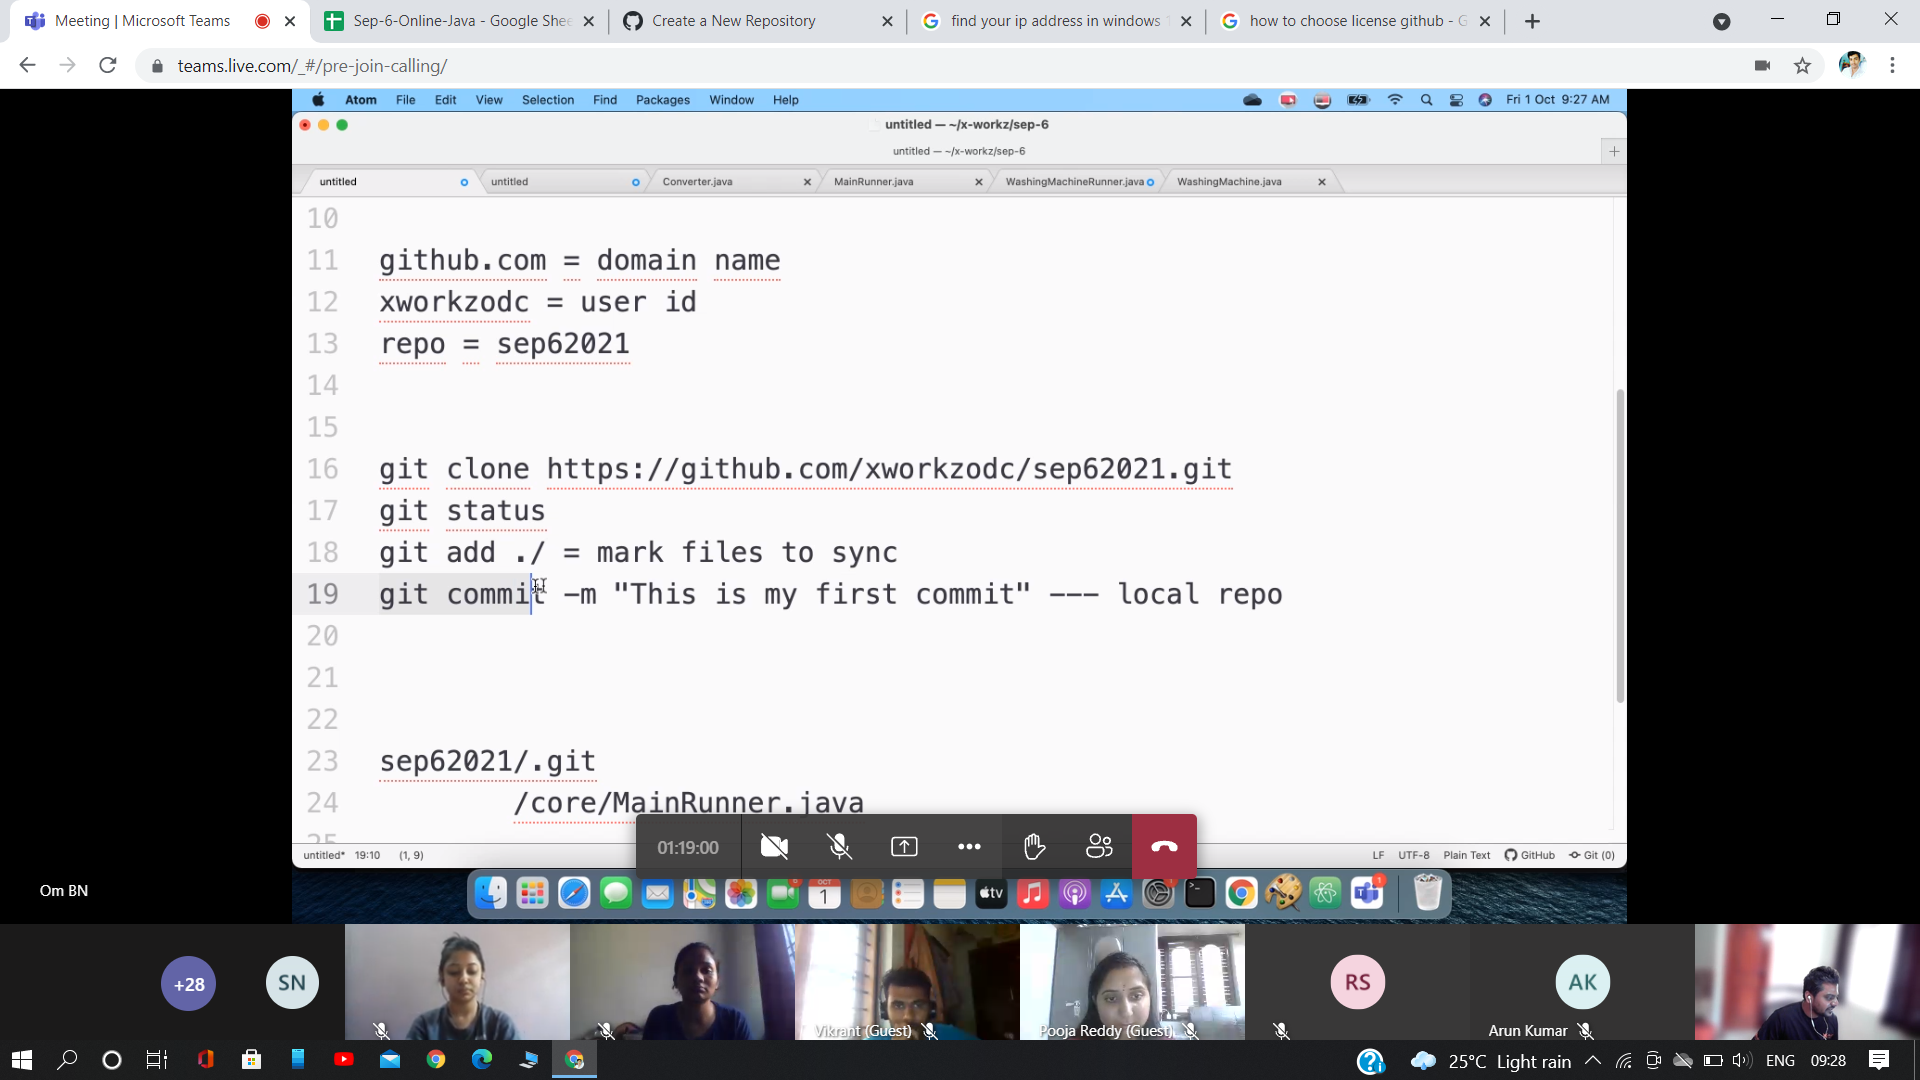 Meeting | Microsoft Teams
Sep-6-Online-Java - Google Shee
Create a New Repository
find your ip address in windows 1
how to choose license github - G
teams.live.com/_#/pre-join-calling/
Atom File Edit View Selection Find Packages Window Help
Fri 1 Oct 9:27 AM
untitled — ~/x-workz/sep-6
untitled — ~/x-workz/sep-6
untitled
untitled
Converter.java
MainRunner.java
WashingMachineRunner.java
WashingMachine.java
10
11 github.com = domain name
12 xworkzodc = user id
13 repo = sep62021
14
15
16 git clone https://github.com/xworkzodc/sep62021.git
17 git status
18 git add ./ = mark files to sync
19 git commit -m "This is my first commit" --- local repo
20
21
22
23 sep62021/.git
24 /core/MainRunner.java
25
untitled* 19:10 (1, 9)
LF UTF-8 Plain Text GitHub Git (0)
01:19:00
Om BN
OCT
1
tv
1
1
+28
SN
Vikrant (Guest)
Pooja Reddy (Guest)
RS
AK
Arun Kumar
25°C Light rain
ENG
09:28